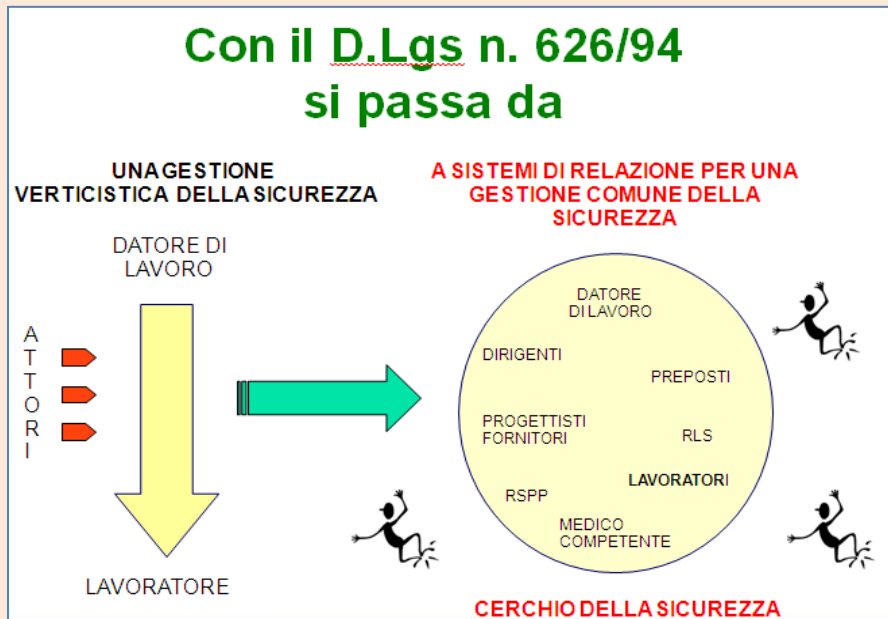 Con il D.Lgs n. 626/94
si passa da
UNA GESTIONE
VERTICISTICA DELLA SICUREZZA
DATORE DI
LAVORO
ATTORI
LAVORATORE
A SISTEMI DI RELAZIONE PER UNA
GESTIONE COMUNE DELLA
SICUREZZA
DATORE
DI LAVORO
DIRIGENTI
PREPOSTI
PROGETTISTI
FORNITORI
RLS
LAVORATORI
RSPP
MEDICO
COMPETENTE
CERCHIO DELLA SICUREZZA